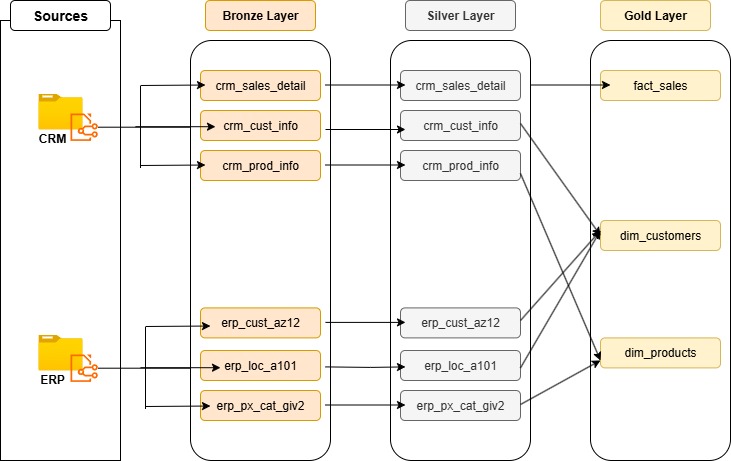 Sources
Bronze Layer
Silver Layer
Gold Layer
crm_sales_detail
crm_sales_detail
fact_sales
CRM
crm_cust_info
crm_cust_info
crm_prod_info
crm_prod_info
dim_customers
erp_cust_az12
erp_cust_az12
ERP
erp_loc_a101
erp_loc_a101
dim_products
erp_px_cat_giv2
erp_px_cat_giv2